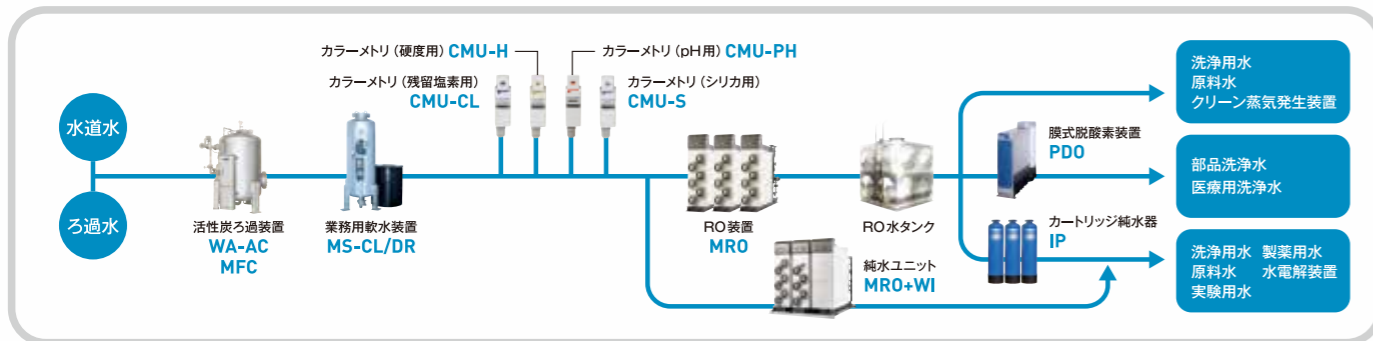 水道水
ろ過水
活性炭ろ過装置
WA-AC
MFC
業務用軟水装置
MS-CL/DR
カラーメトリ（硬度用）CMU-H
カラーメトリ（残留塩素用）
CMU-CL
カラーメトリ（pH用）CMU-PH
カラーメトリ（シリカ用）
CMU-S
RO装置
MRO
純水ユニット
MRO+WI
RO水タンク
膜式脱酸素装置
PDO
カートリッジ純水器
IP
洗浄用水
原料水
クリーン蒸気発生装置
部品洗浄水
医療用洗浄水
洗浄用水 製薬用水
原料水 水電解装置
実験用水